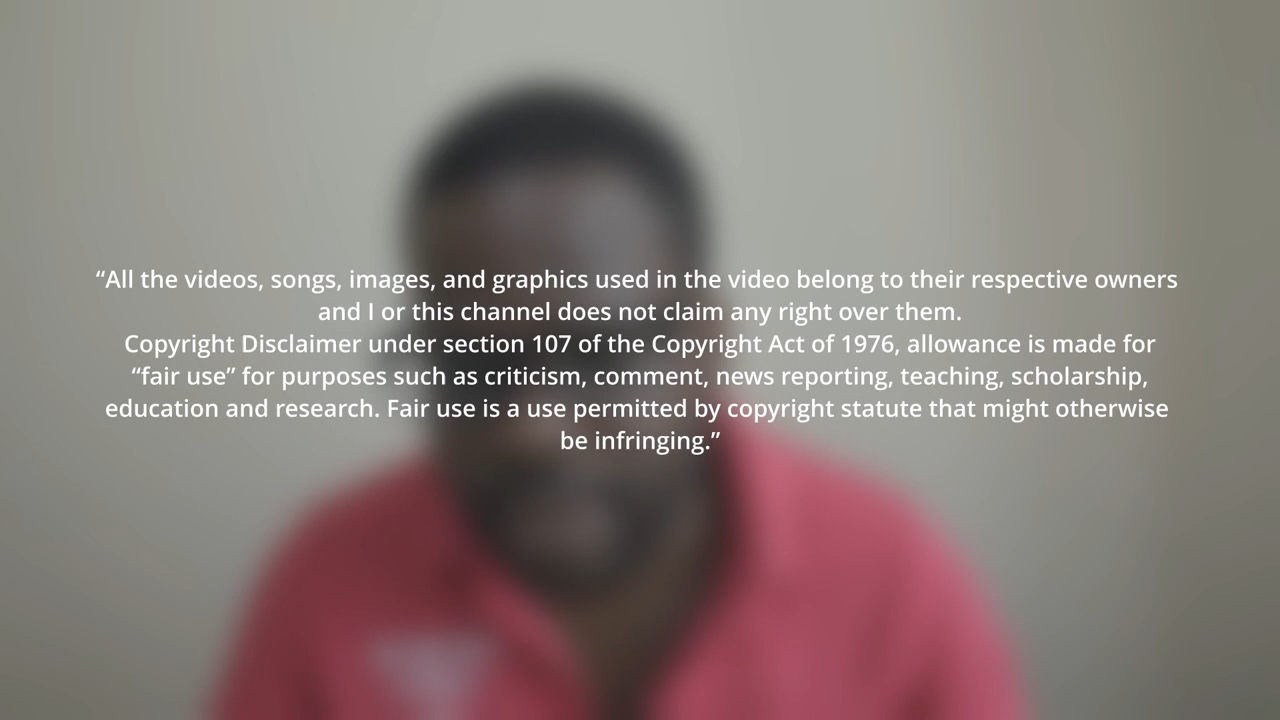 “All the videos, songs, images, and graphics used in the video belong to their respective owners
and I or this channel does not claim any right over them.
Copyright Disclaimer under section 107 of the Copyright Act of 1976, allowance is made for
“fair use” for purposes such as criticism, comment, news reporting, teaching, scholarship,
education and research. Fair use is a use permitted by copyright statute that might otherwise
be infringing.”